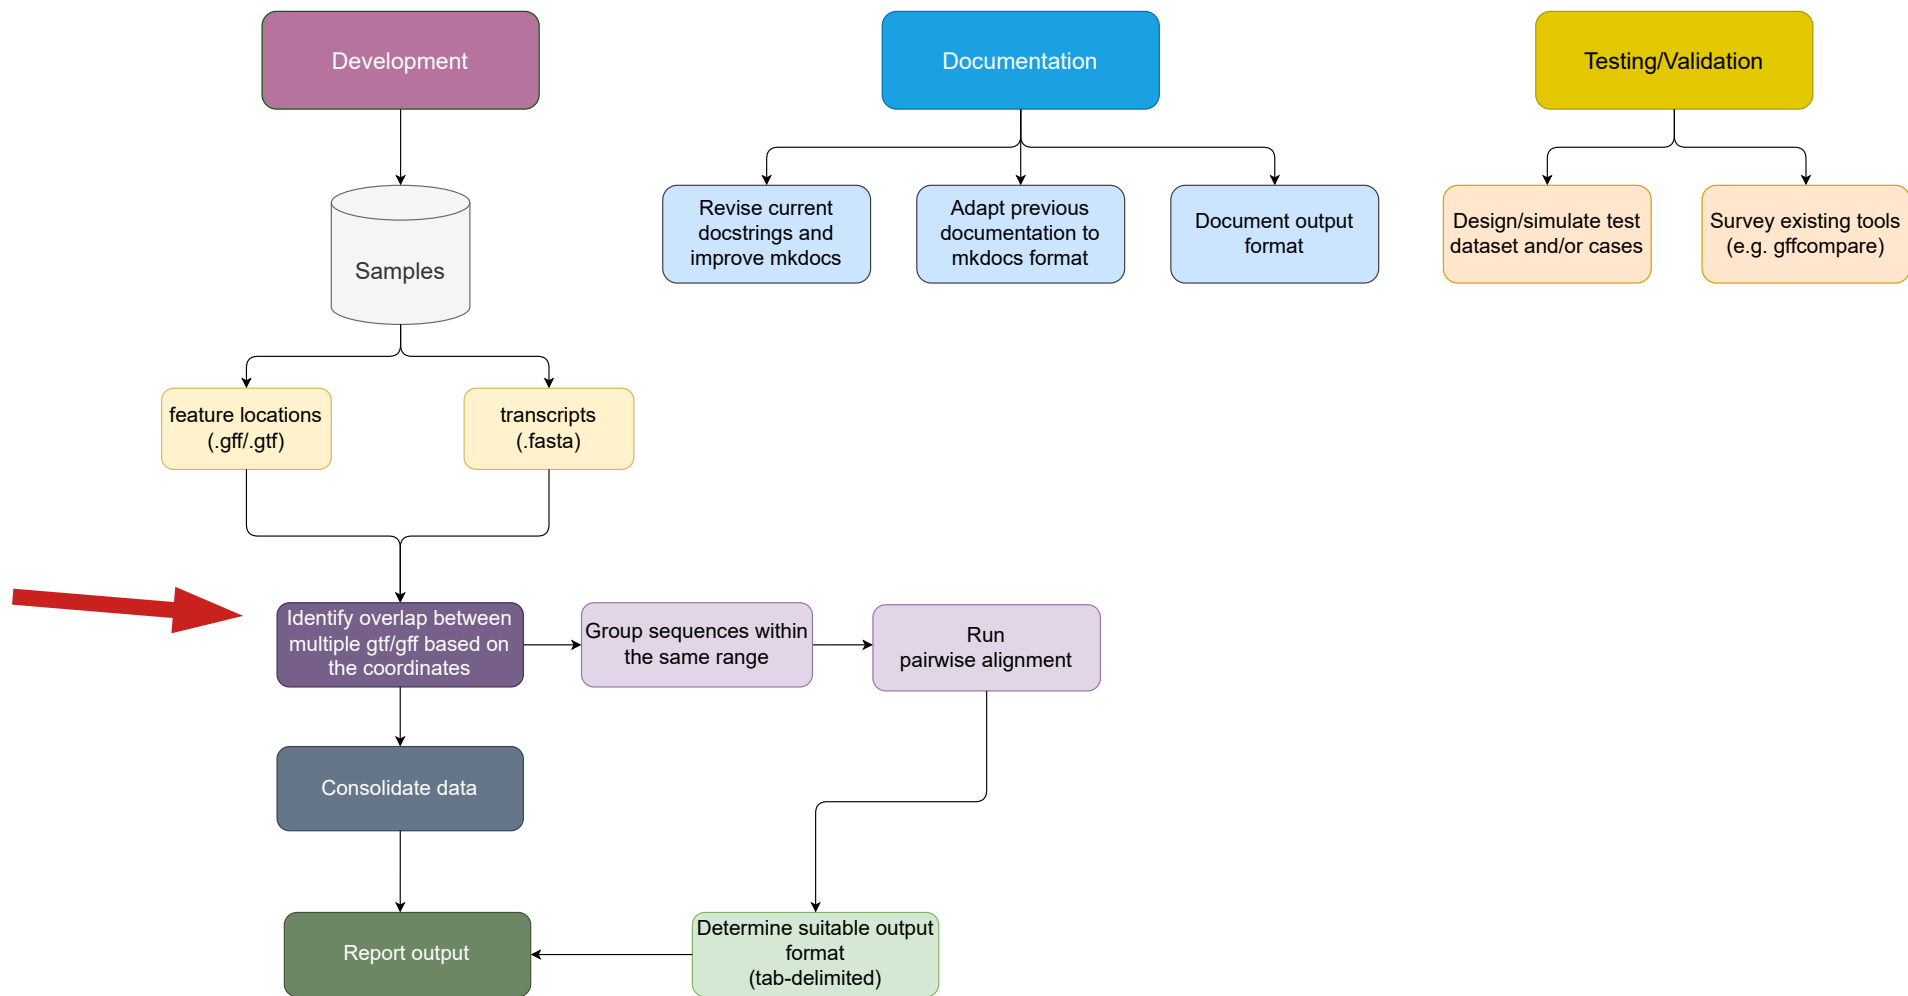 Development
Documentation
Testing/Validation
Samples
Revise current
docstrings and
improve mkdocs
Adapt previous
documentation to
mkdocs format
Document output
format
Design/simulate test
dataset and/or cases
Survey existing tools
(e.g. gffcompare)
feature locations
(.gff/.gtf)
transcripts
(.fasta)
Identify overlap between
multiple gtf/gff based on
the coordinates
Group sequences within
the same range
Run
pairwise alignment
Consolidate data
Report output
Determine suitable output
format
(tab-delimited)